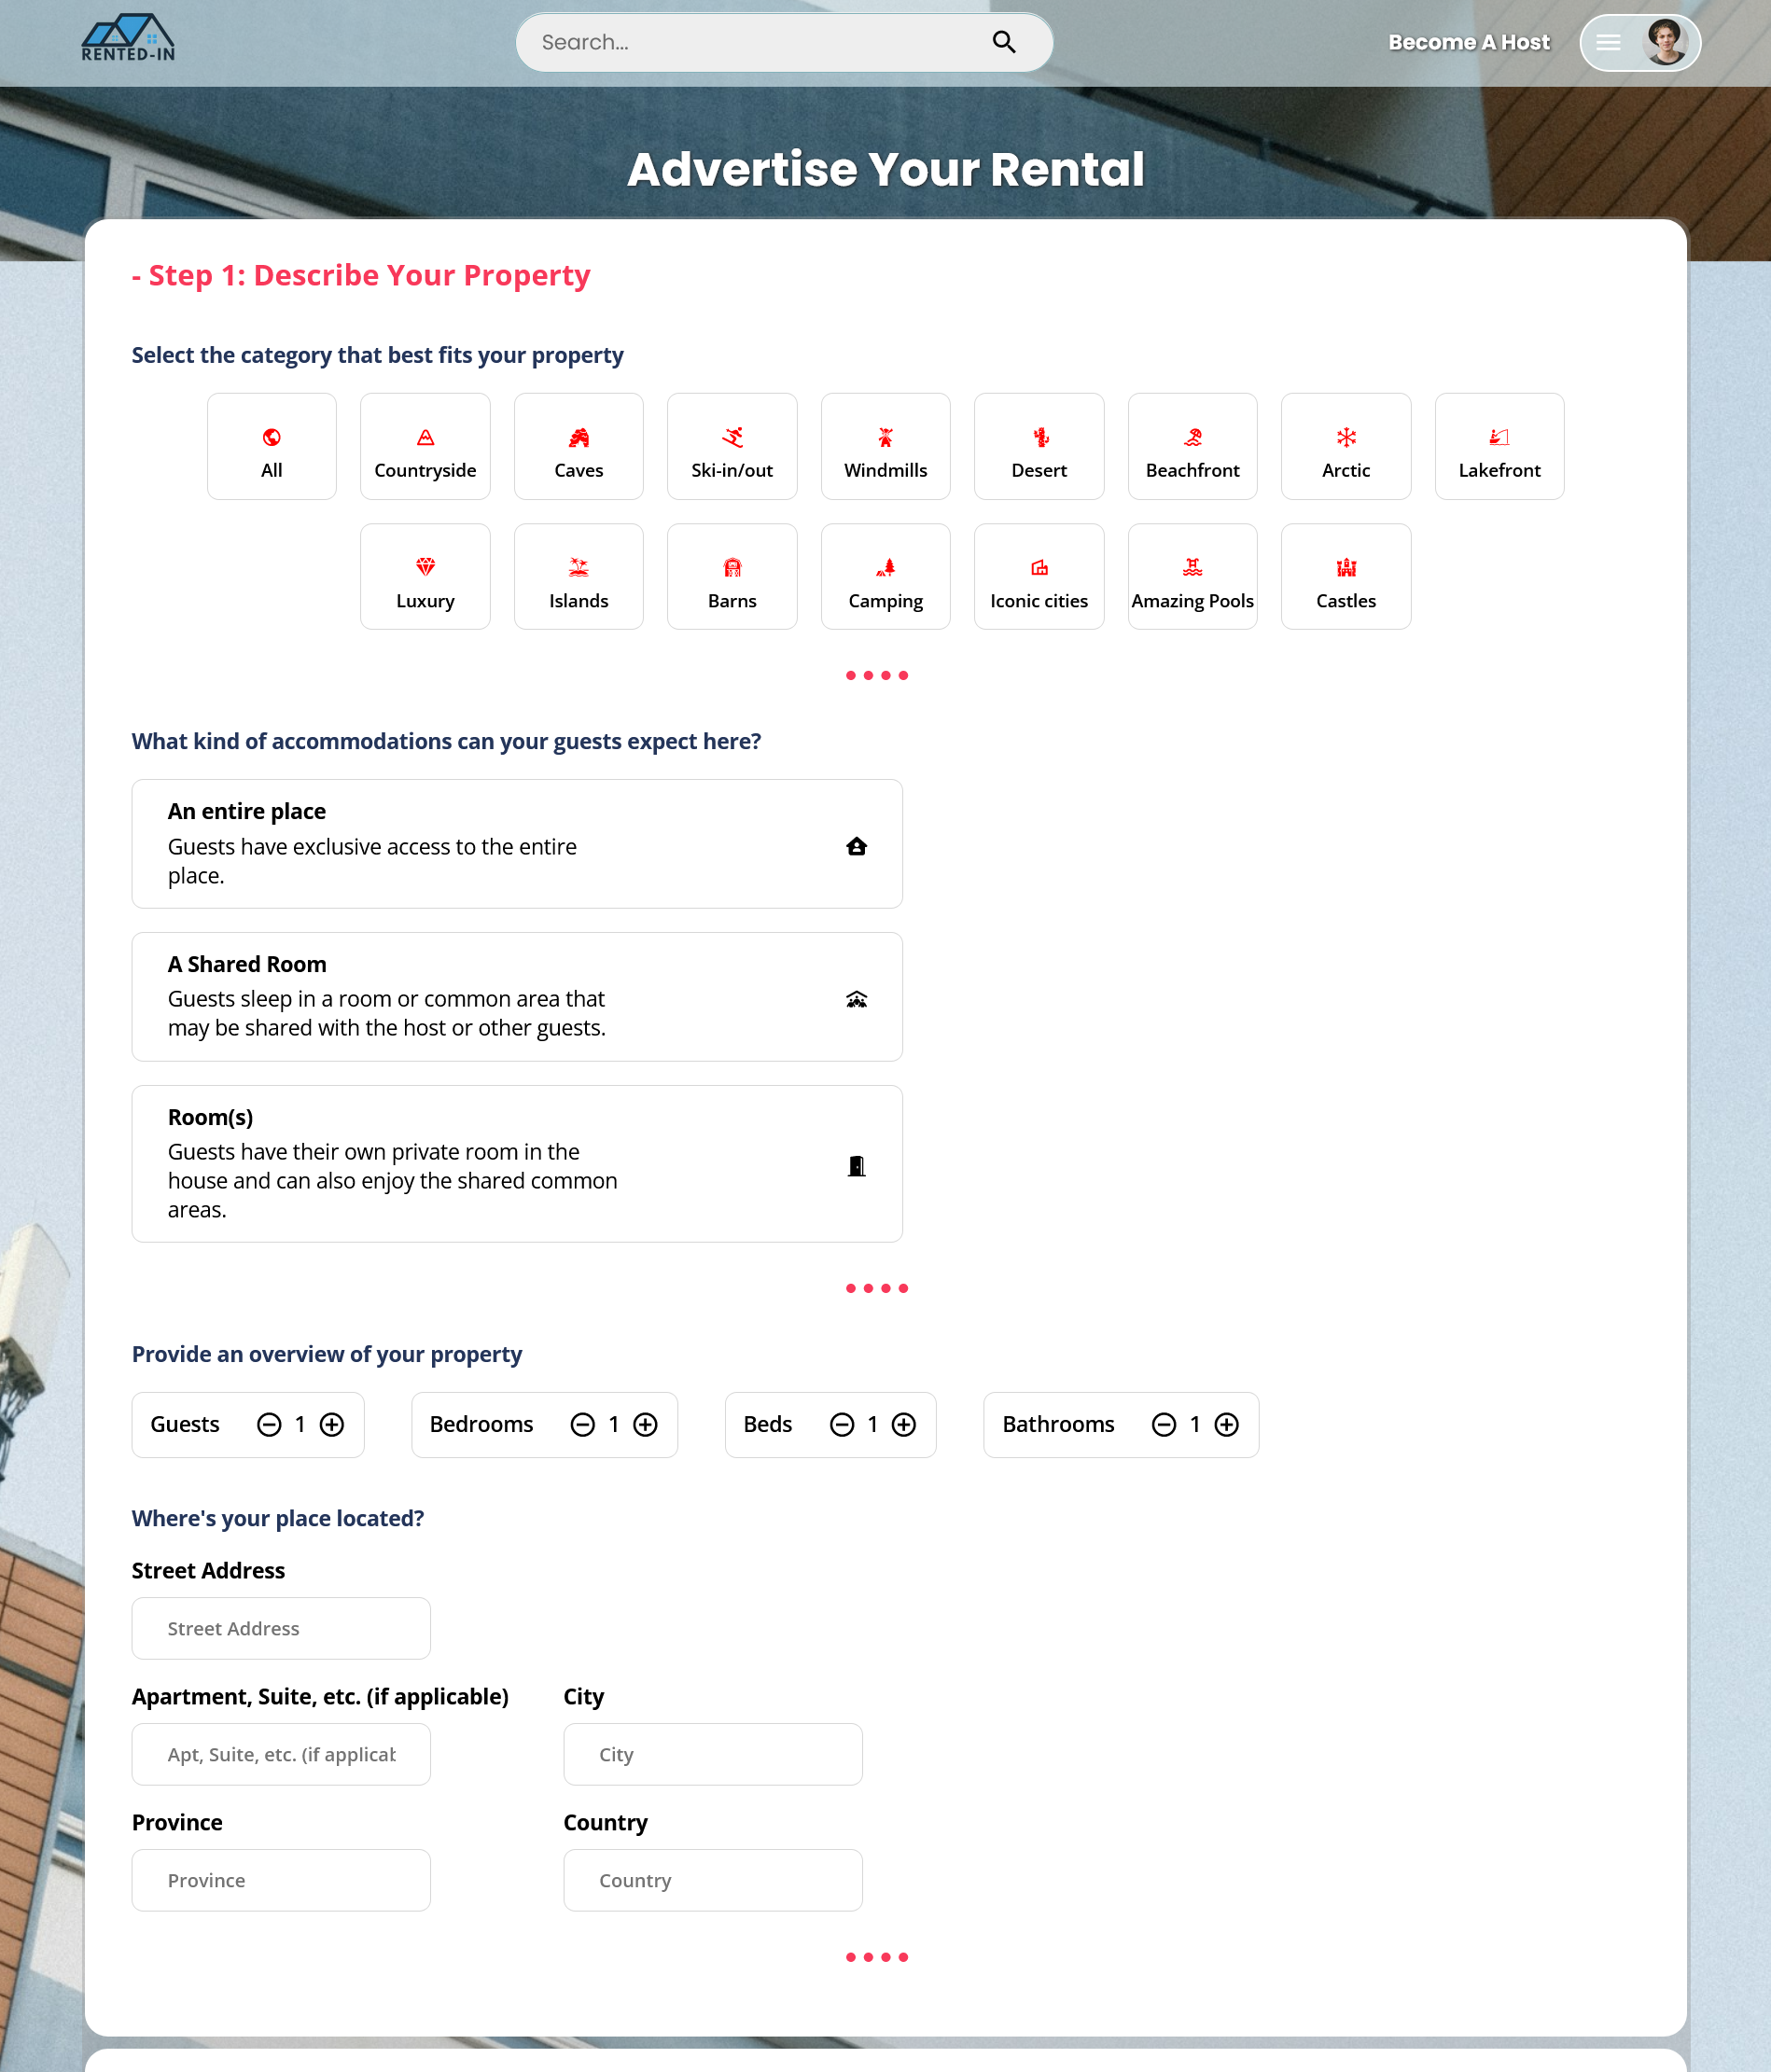 RENTED-IN
Search...
Become A Host
Advertise Your Rental
- Step 1: Describe Your Property
Select the category that best fits your property
All
Countryside
Caves
Ski-in/out
Windmills
Desert
Beachfront
Arctic
Lakefront
Luxury
Islands
Barns
Camping
Iconic cities
Amazing Pools
Castles
What kind of accommodations can your guests expect here?
An entire place
Guests have exclusive access to the entire
place.
A Shared Room
Guests sleep in a room or common area that
may be shared with the host or other guests.
Room(s)
Guests have their own private room in the
house and can also enjoy the shared common
areas.
Provide an overview of your property
Guests 1
Bedrooms 1
Beds 1
Bathrooms 1
Where's your place located?
Street Address
Street Address
Apartment, Suite, etc. (if applicable)
City
Apt, Suite, etc. (if applicab
City
Province
Country
Province
Country